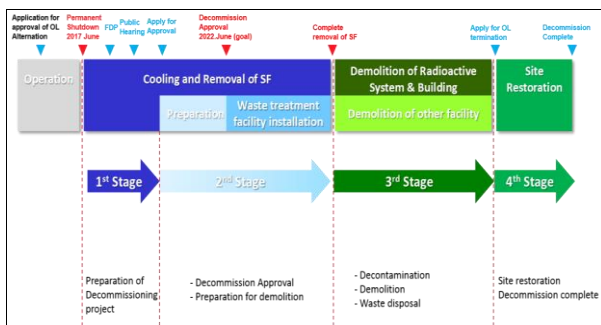 Application for
approval of OL
Alternation
Permanent
Shutdown
2017 June
FDP
Public
Hearing
Apply for
Approval
Decommission
Approval
2022.June (goal)
Complete
removal of SF
Apply for OL
termination
Decommission
Complete
Operation
Cooling and Removal of SF
Preparation
Waste treatment
facility installation
Demolition of Radioactive
System & Building
Demolition of other facility
Site
Restoration
1st Stage
2nd Stage
3rd Stage
4th Stage
Preparation of
Decommissioning
project
- Decommission Approval
- Preparation for demolition
- Decontamination
- Demolition
- Waste disposal
Site restoration
Decommission complete